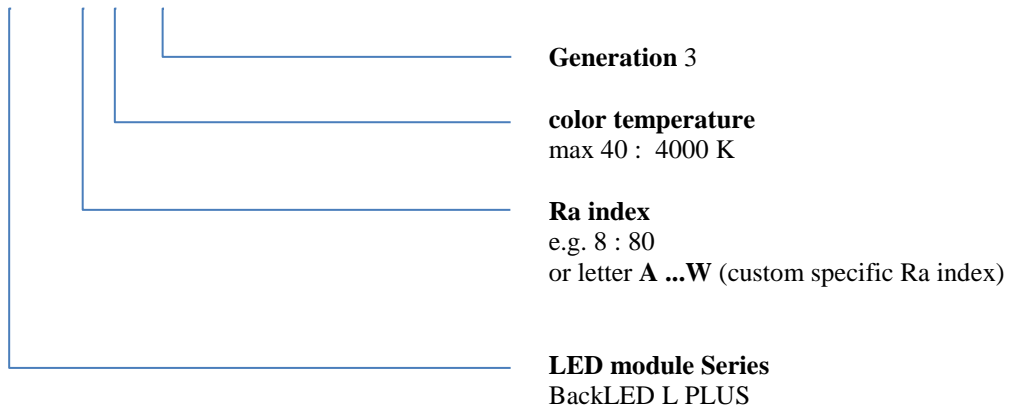 Generation 3
color temperature
max 40 : 4000 K
Ra index
e.g. 8 : 80
or letter A ...W (custom specific Ra index)
LED module Series
BackLED L PLUS